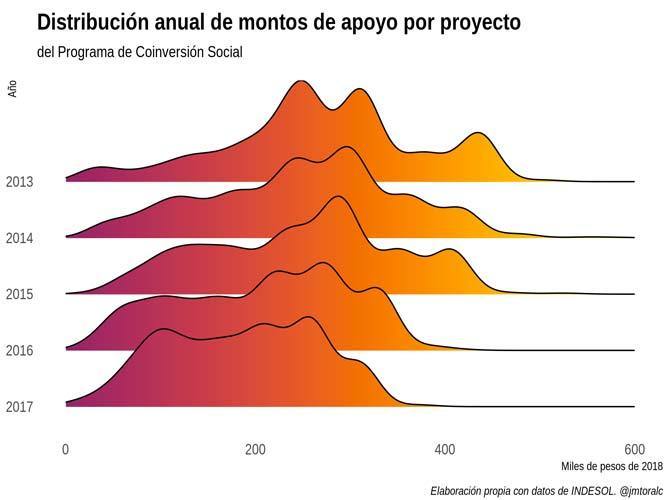 Distribución anual de montos de apoyo por proyecto
del Programa de Coinversión Social
Año
2013
2014
2015
2016
2017
0 200 400 600
Miles de pesos de 2018
Elaboración propia con datos de INDESOL. @jmtoralc